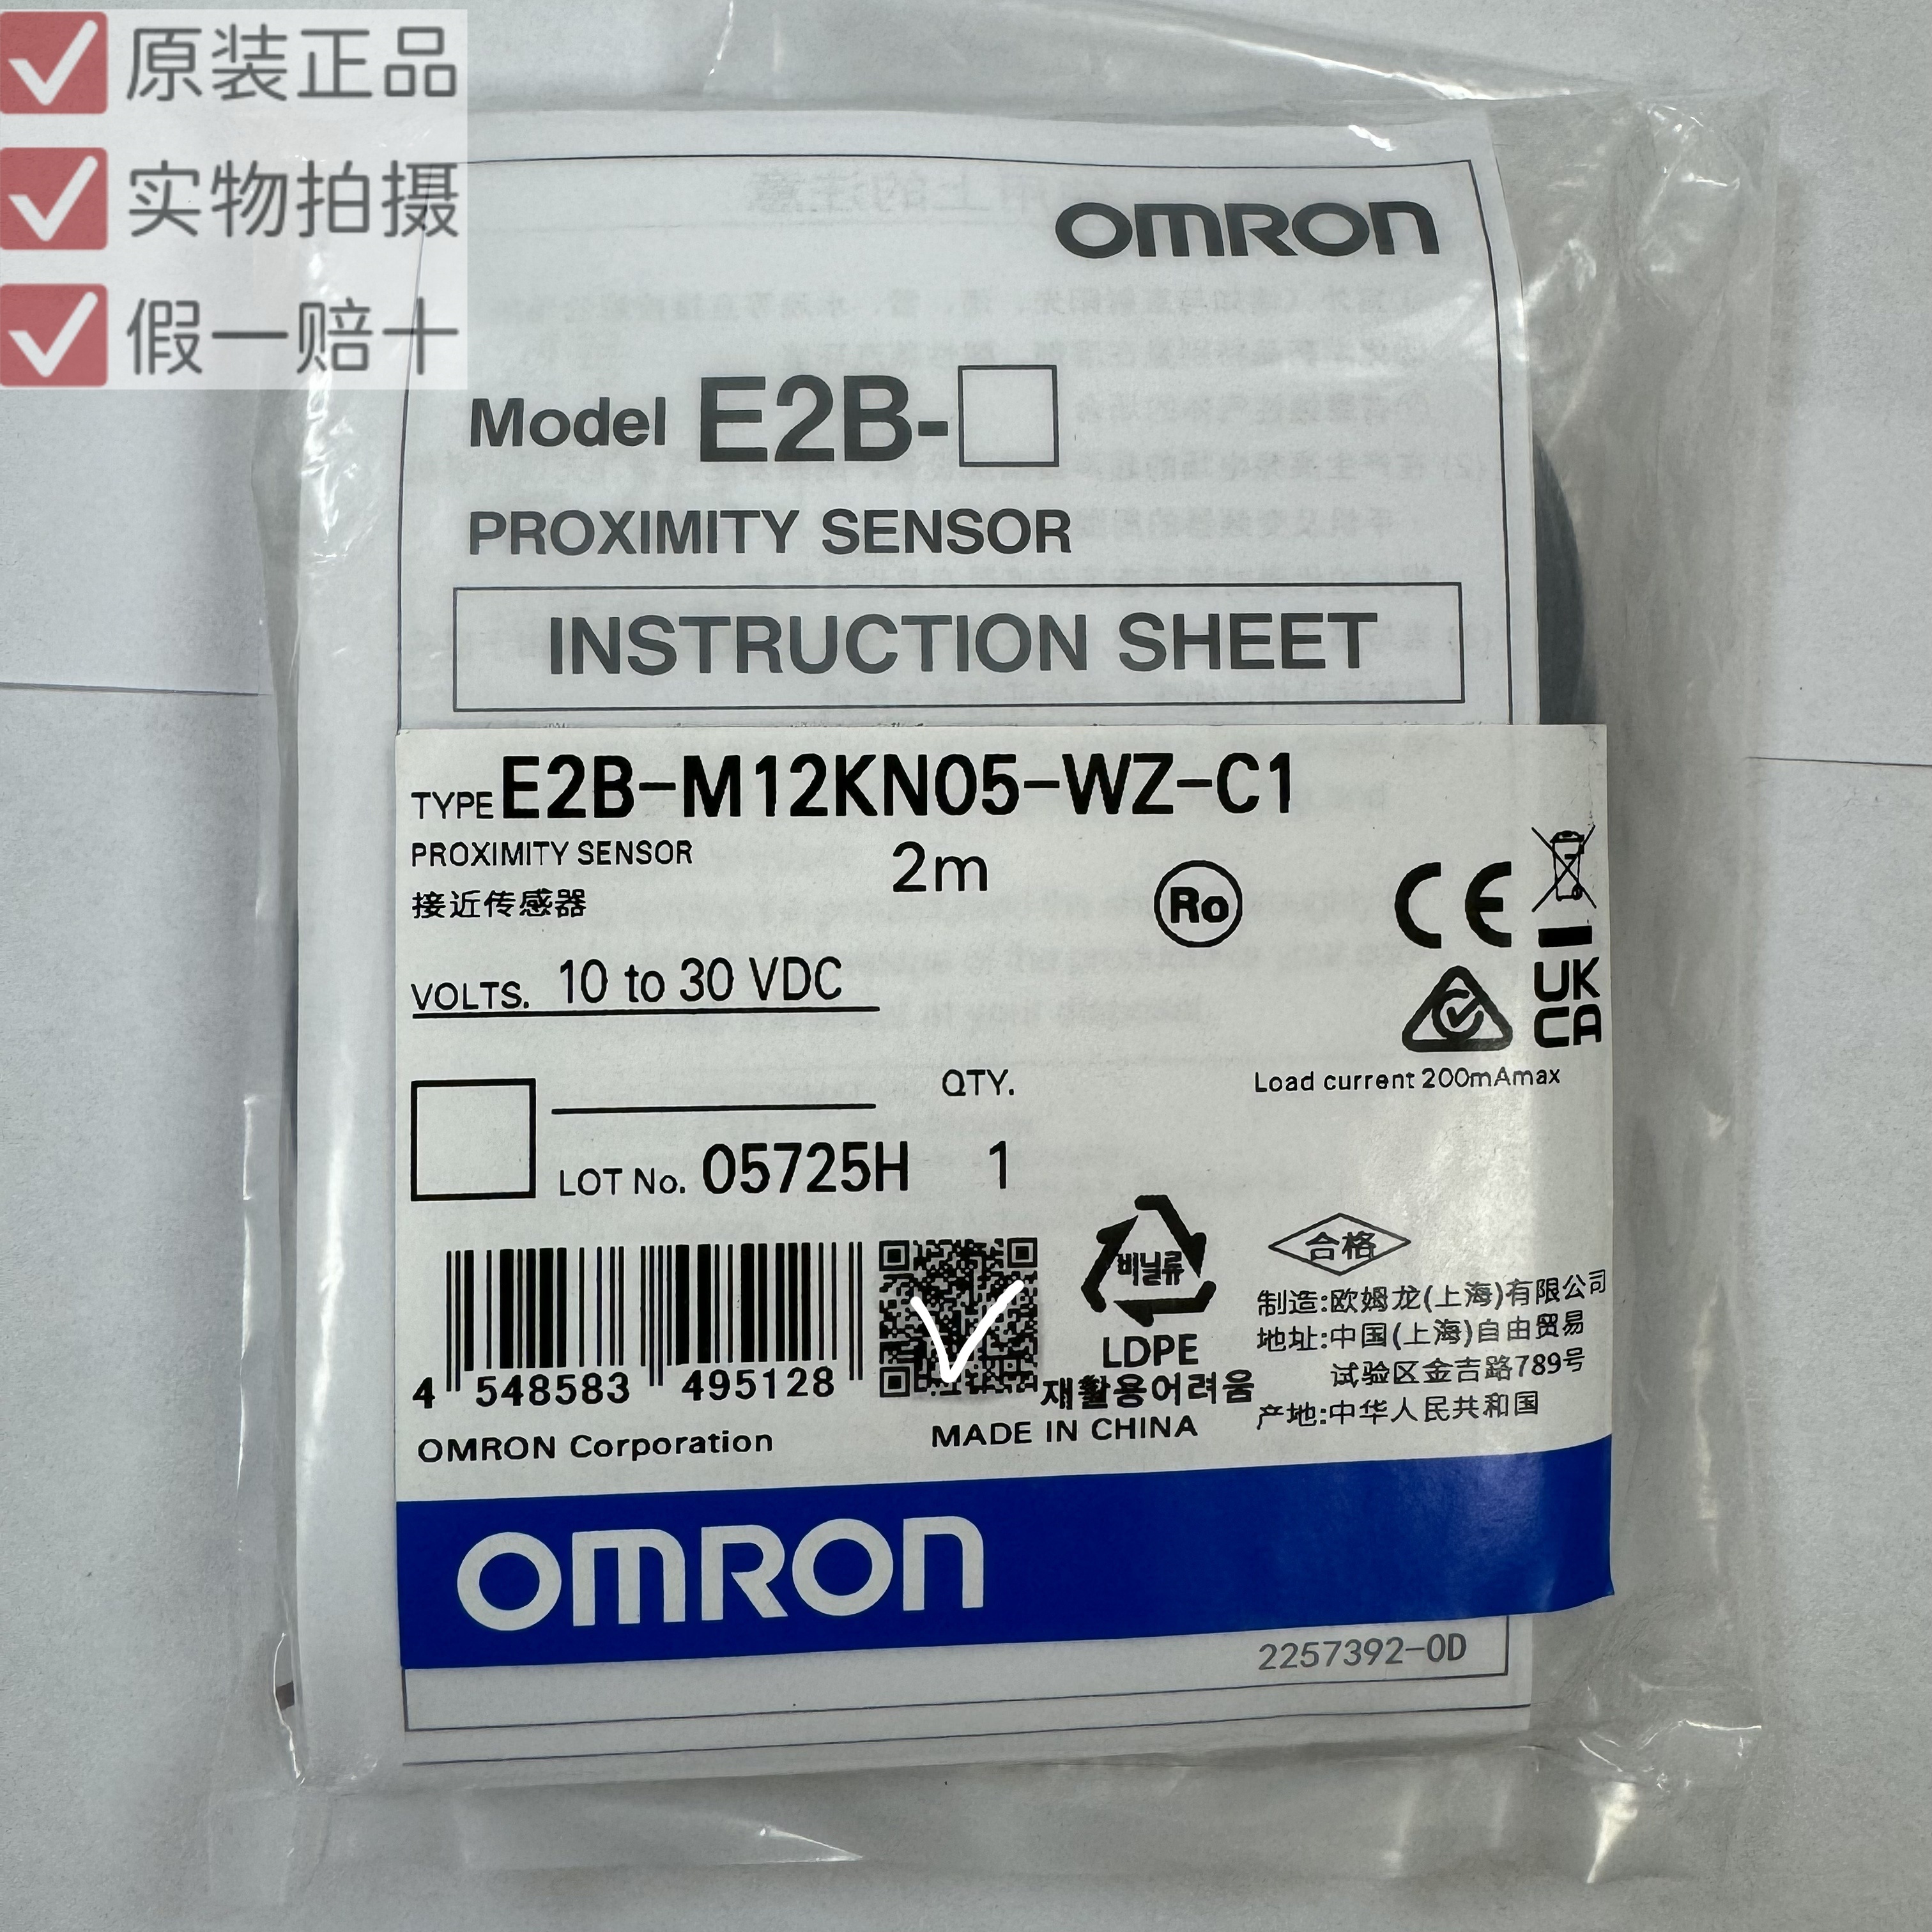 原装正品
实物拍摄
假一赔十
OMRON
Model E2B-□
PROXIMITY SENSOR
INSTRUCTION SHEET
TYPE E2B-M12KN05-WZ-C1
PROXIMITY SENSOR 2m
接近传感器
Ro
CE
VOLTS. 10 to 30 VDC
UK
CA
Load current 200mAmax
QTY.
LOT No. 05725H 1
4 548583 495128
OMRON Corporation
비닐류
LDPE
재활용어려움
MADE IN CHINA
合格
制造:欧姆龙(上海)有限公司
地址:中国(上海)自由贸易
试验区金吉路789号
产地:中华人民共和国
OMRON
2257392-0D